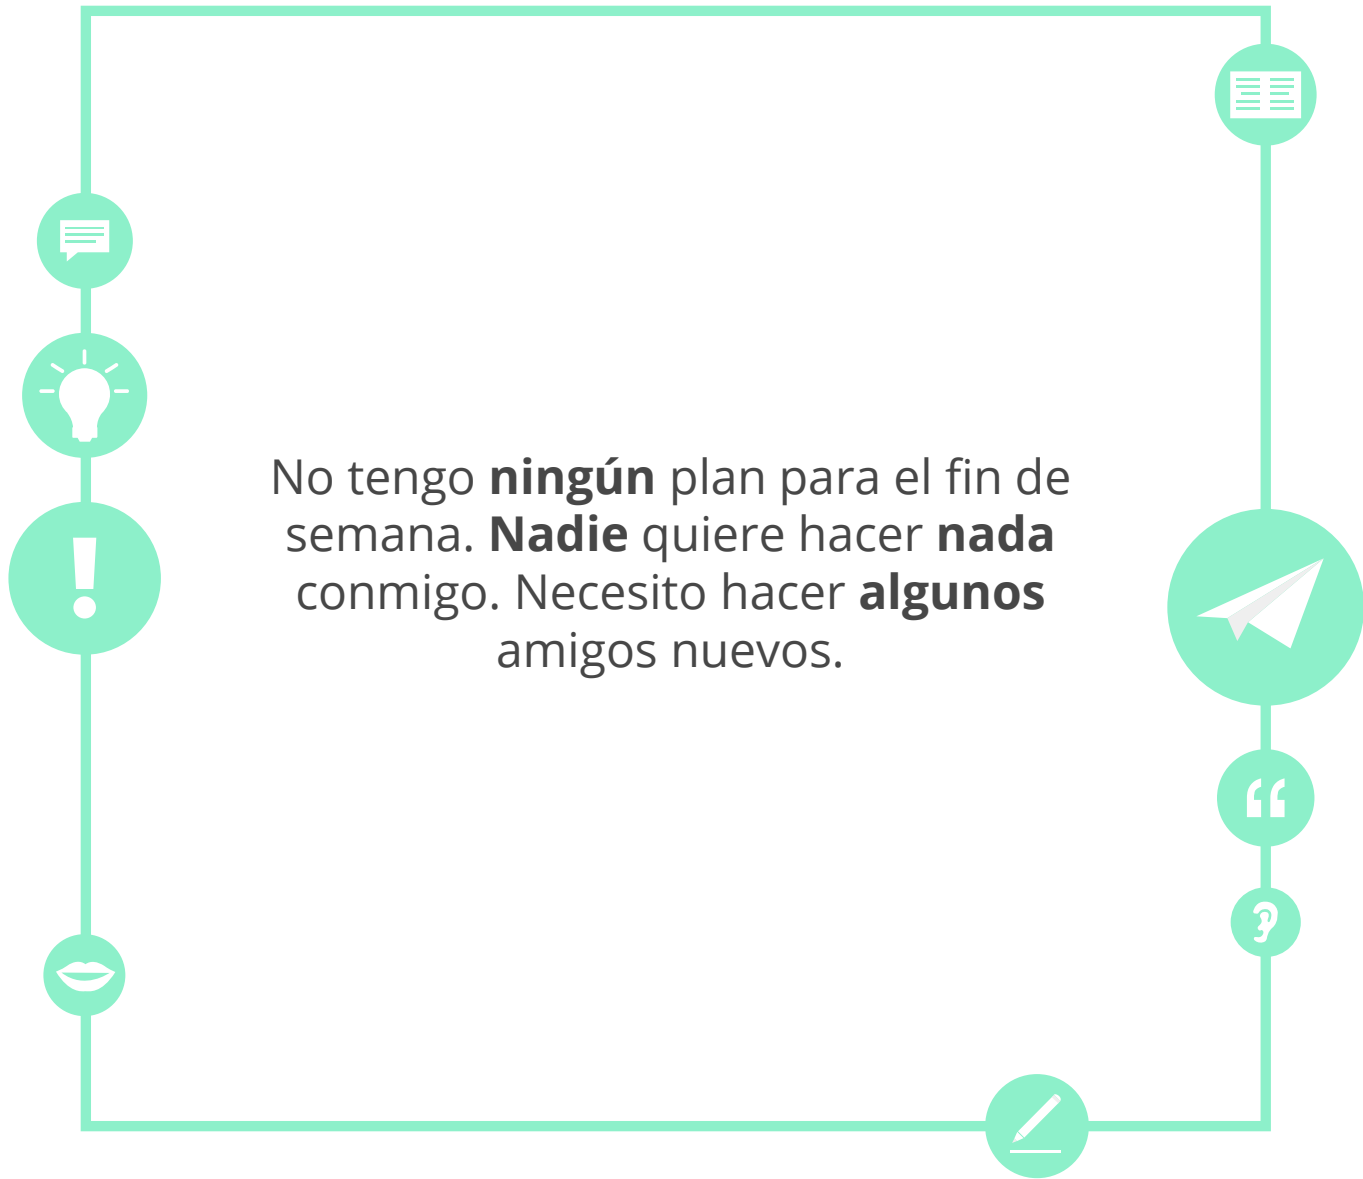 No tengo ningún plan para el fin de
semana. Nadie quiere hacer nada
conmigo. Necesito hacer algunos
amigos nuevos.